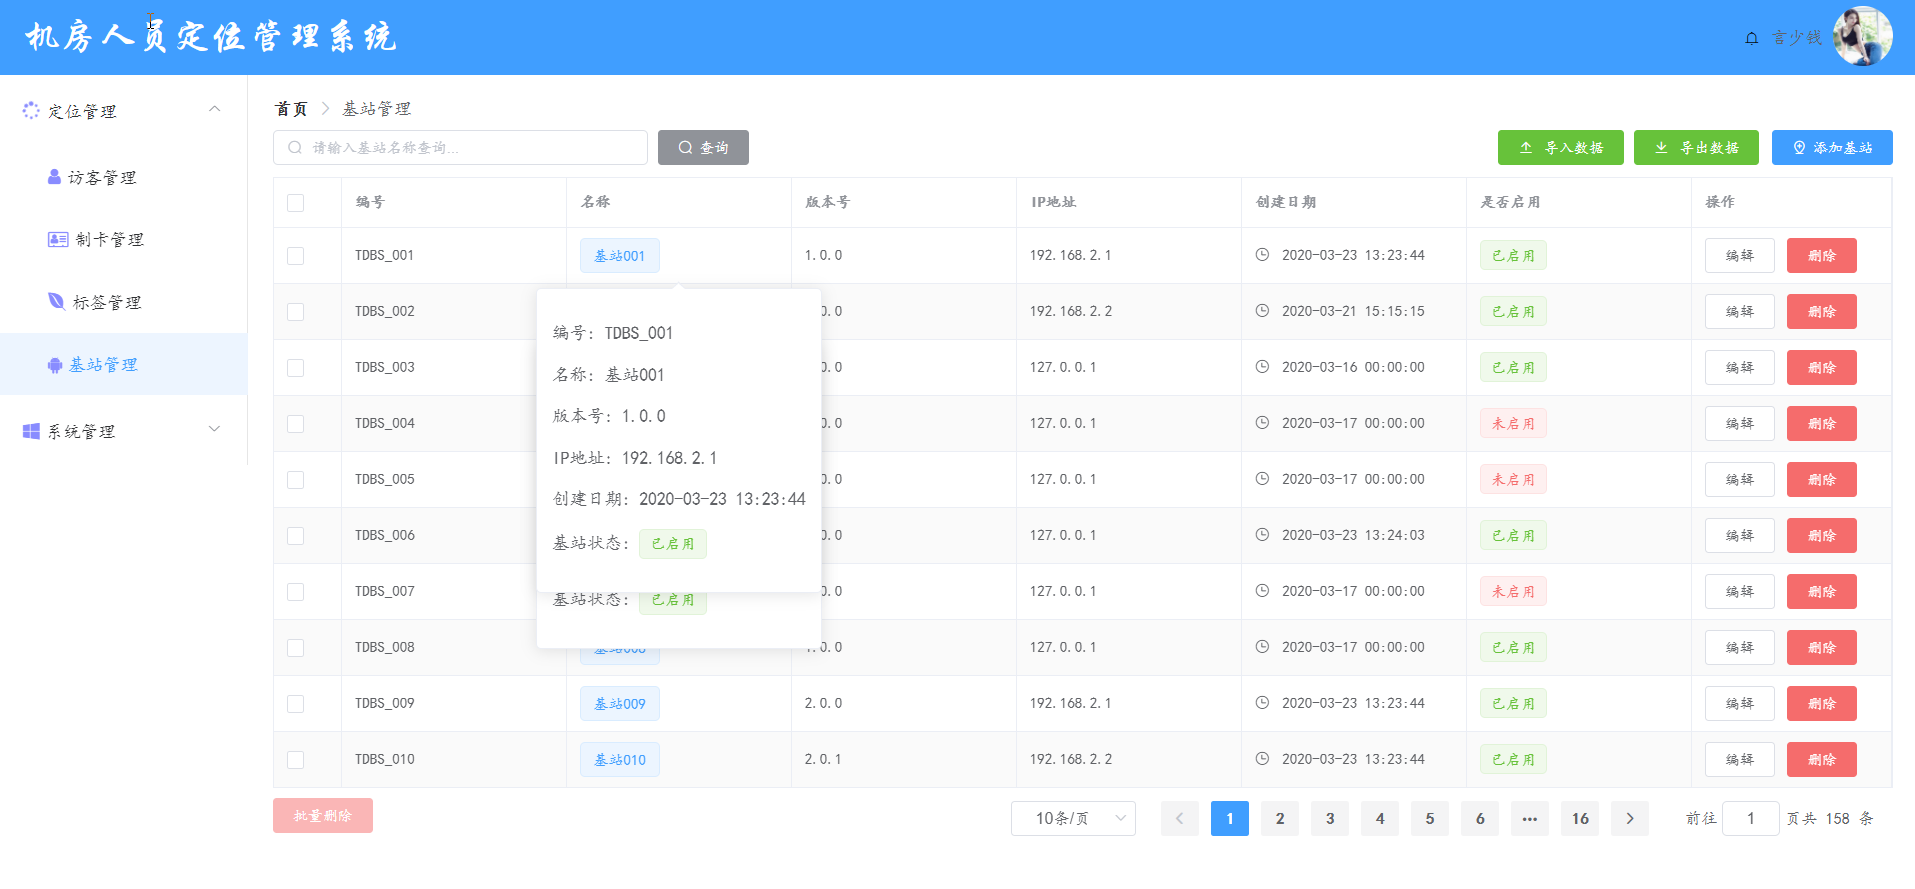 机房人员定位管理系统
言少钱
定位管理
访客管理
制卡管理
标签管理
基站管理
系统管理
首页 > 基站管理
请输入基站名称查询...
查询
导入数据
导出数据
添加基站
编号 名称 版本号 IP地址 创建日期 是否启用 操作
TDBS_001 基站001 1.0.0 192.168.2.1 2020-03-23 13:23:44 已启用 编辑 删除
TDBS_002 .0.0 192.168.2.2 2020-03-21 15:15:15 已启用 编辑 删除
TDBS_003 .0.0 127.0.0.1 2020-03-16 00:00:00 已启用 编辑 删除
TDBS_004 .0.0 127.0.0.1 2020-03-17 00:00:00 未启用 编辑 删除
TDBS_005 .0.0 127.0.0.1 2020-03-17 00:00:00 未启用 编辑 删除
TDBS_006 .0.0 127.0.0.1 2020-03-23 13:24:03 已启用 编辑 删除
TDBS_007 .0.0 127.0.0.1 2020-03-17 00:00:00 未启用 编辑 删除
TDBS_008 .0.0 127.0.0.1 2020-03-17 00:00:00 已启用 编辑 删除
TDBS_009 基站009 2.0.0 192.168.2.1 2020-03-23 13:23:44 已启用 编辑 删除
TDBS_010 基站010 2.0.1 192.168.2.2 2020-03-23 13:23:44 已启用 编辑 删除
编号: TDBS_001
名称: 基站001
版本号: 1.0.0
IP地址: 192.168.2.1
创建日期: 2020-03-23 13:23:44
基站状态: 已启用
基站状态: 已启用
批量删除
10条/页
1 2 3 4 5 6 ... 16
前往 1 页共 158 条